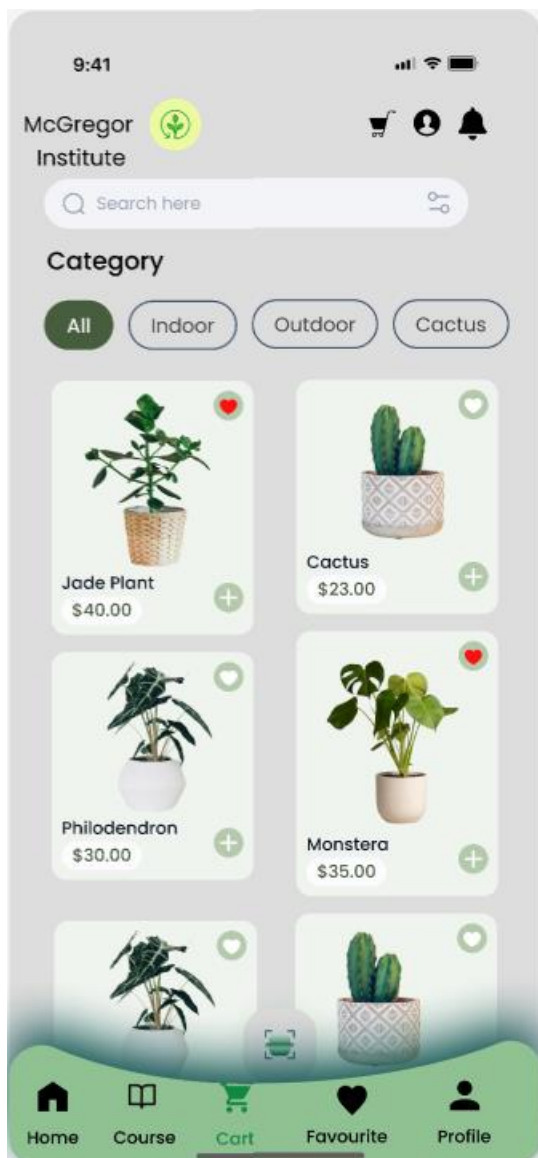 9:41
McGregor
Institute
Search here
Category
All Indoor Outdoor Cactus
Jade Plant
$40.00
Cactus
$23.00
Philodendron
$30.00
Monstera
$35.00
Home Course Cart Favourite Profile